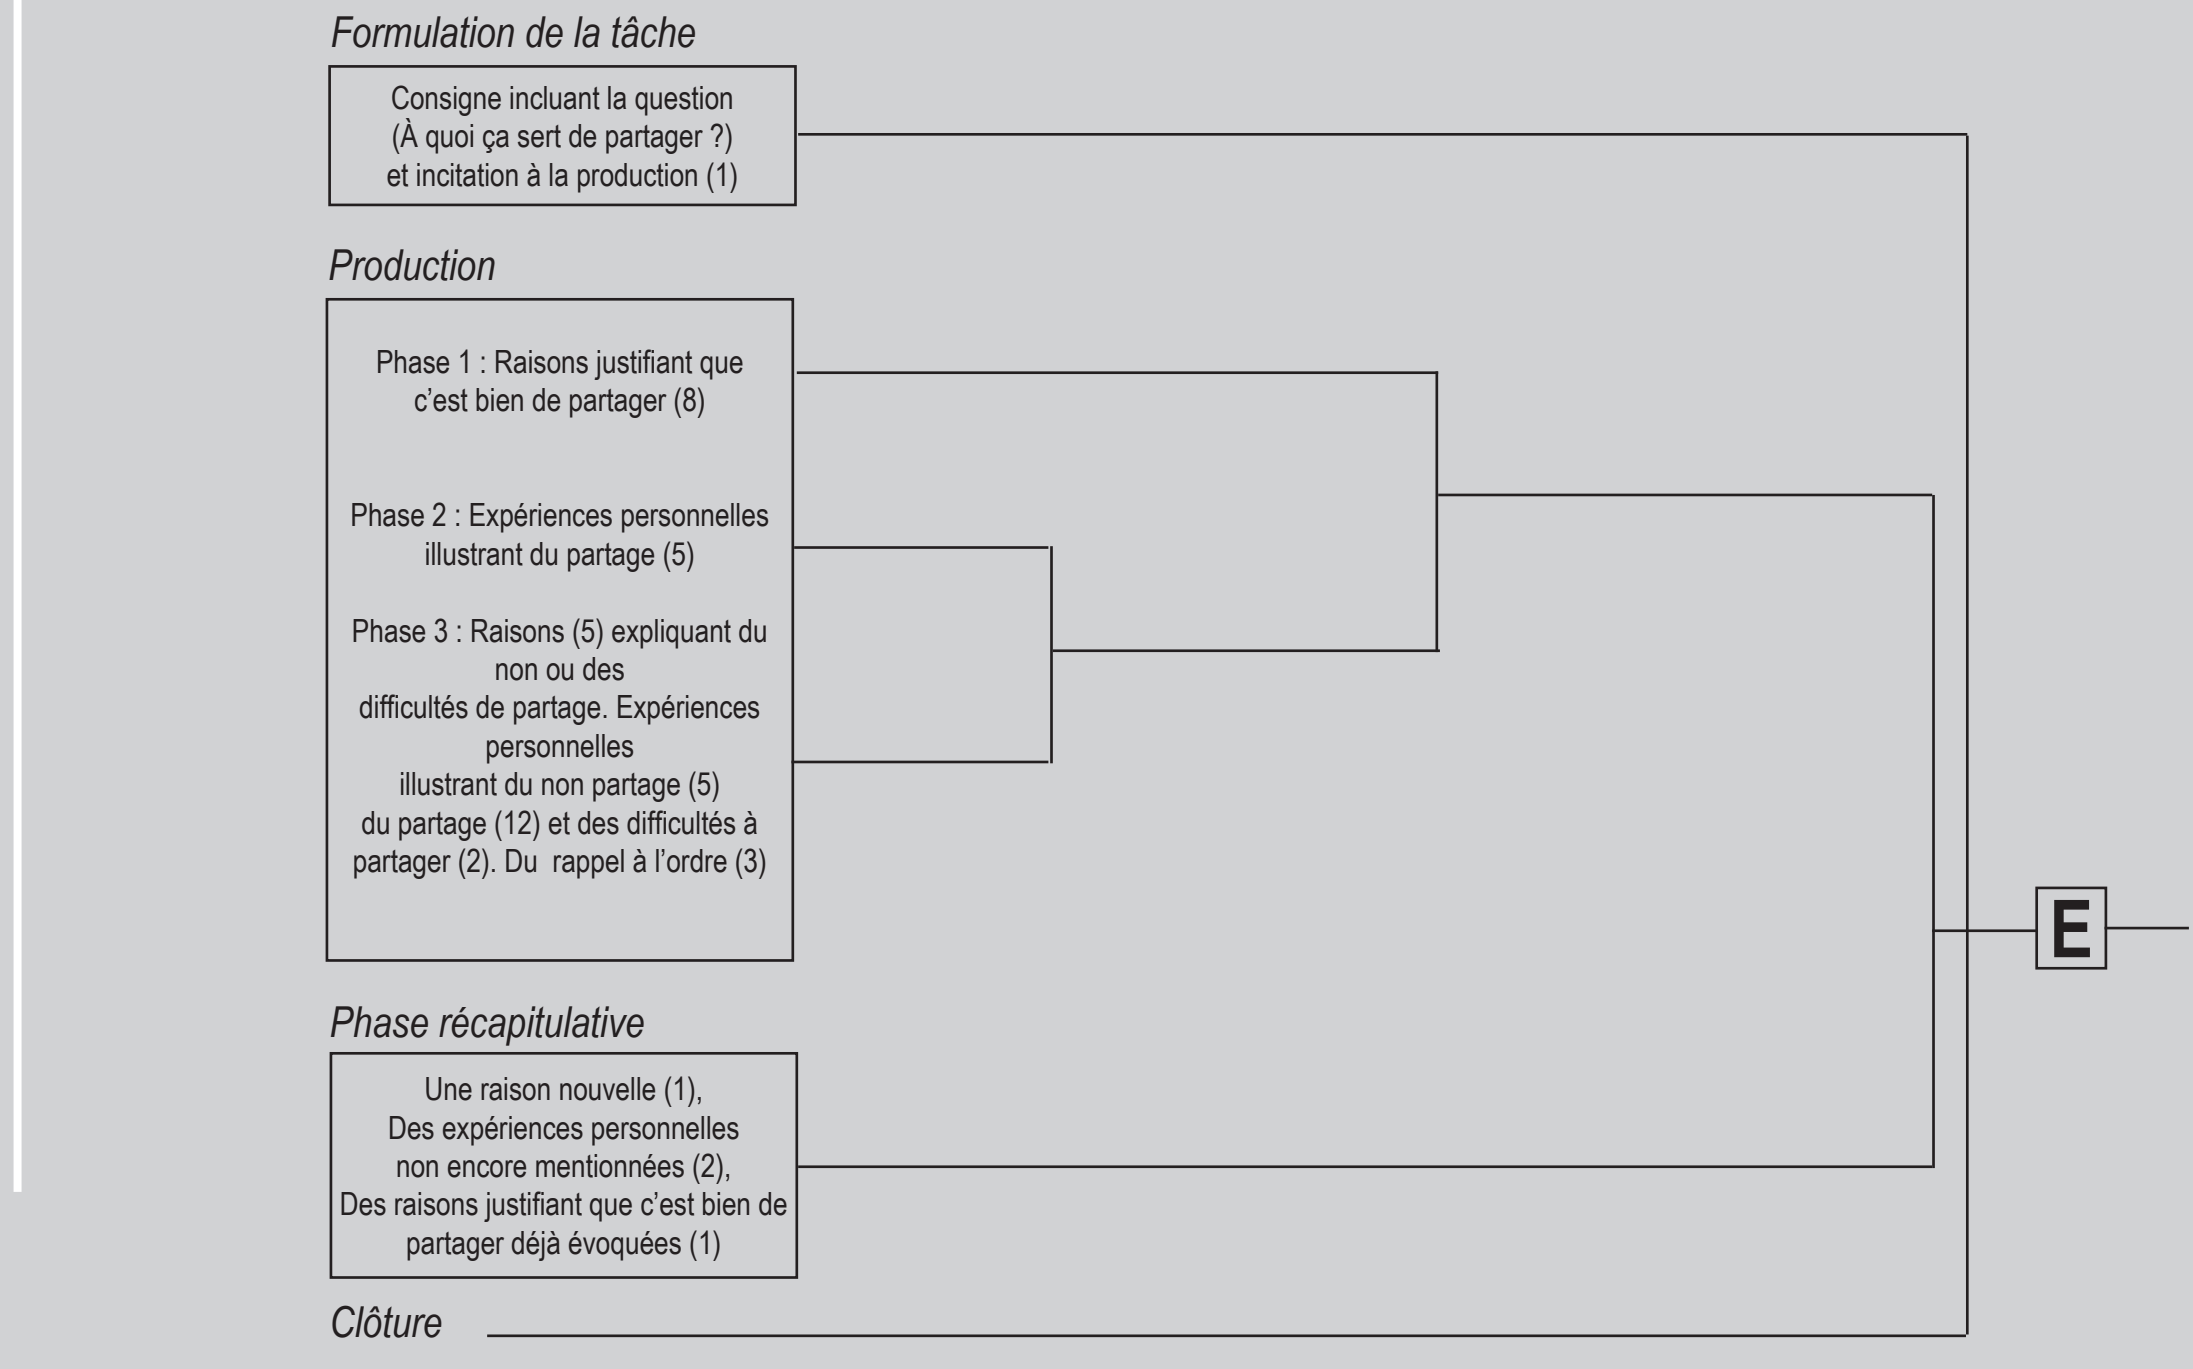 Formulation de la tâche
Consigne incluant la question
(À quoi ça sert de partager ?)
et incitation à la production (1)
Production
Phase 1 : Raisons justifiant que
c’est bien de partager (8)
Phase 2 : Expériences personnelles
illustrant du partage (5)
Phase 3 : Raisons (5) expliquant du
non ou des
difficultés de partage. Expériences
personnelles
illustrant du non partage (5)
du partage (12) et des difficultés à
partager (2). Du  rappel à l’ordre (3)
E
Phase récapitulative
Une raison nouvelle (1),
Des expériences personnelles
non encore mentionnées (2),
Des raisons justifiant que c’est bien de
partager déjà évoquées (1)
Clôture